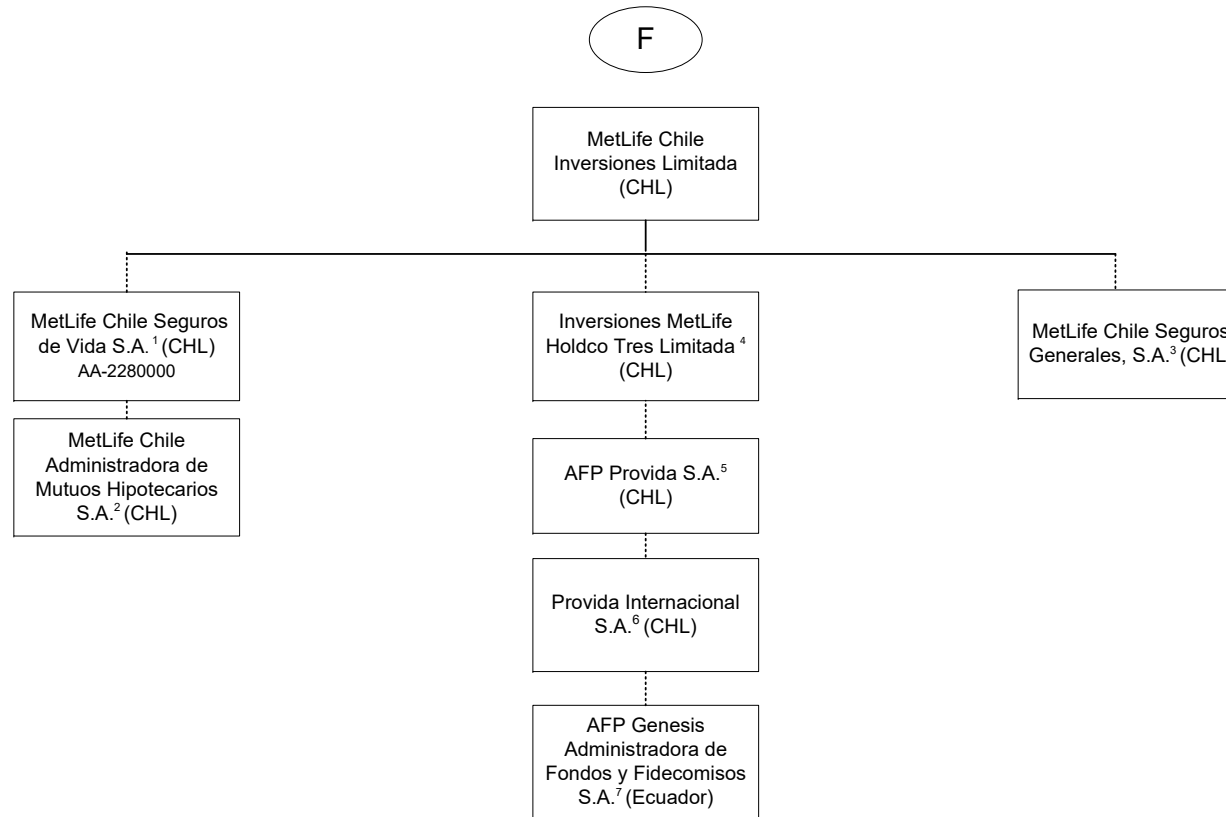 F
MetLife Chile
Inversiones Limitada
(CHL)
MetLife Chile Seguros
de Vida S.A.¹ (CHL)
AA-2280000
Inversiones MetLife
Holdco Tres Limitada ⁴
(CHL)
MetLife Chile Seguros
Generales, S.A.³ (CHL
MetLife Chile
Administradora de
Mutuos Hipotecarios
S.A.² (CHL)
AFP Provida S.A.⁵
(CHL)
Provida Internacional
S.A.⁶ (CHL)
AFP Genesis
Administradora de
Fondos y Fidecomisos
S.A.⁷ (Ecuador)